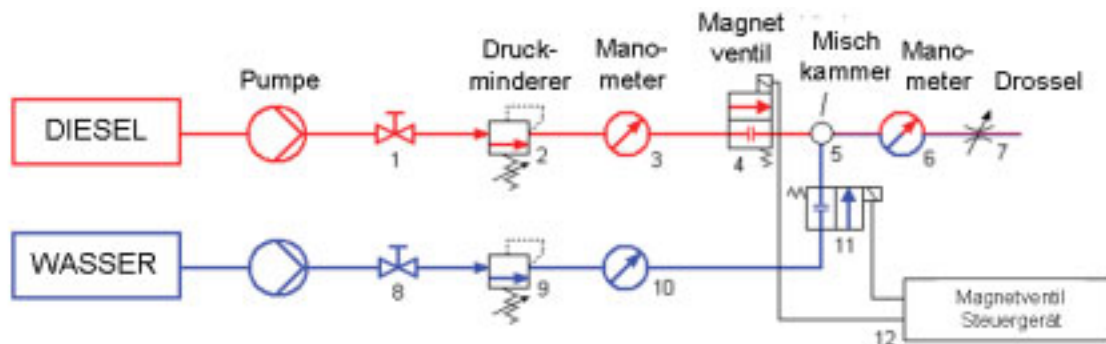 Magnet
ventil
Misch
kammer
Druck-
minderer
Mano-
meter
Mano-
meter
Pumpe
Drossel
DIESEL
1
2
3
4
5
6
7
WASSER
8
9
10
11
12
Magnetventil
Steuergerät